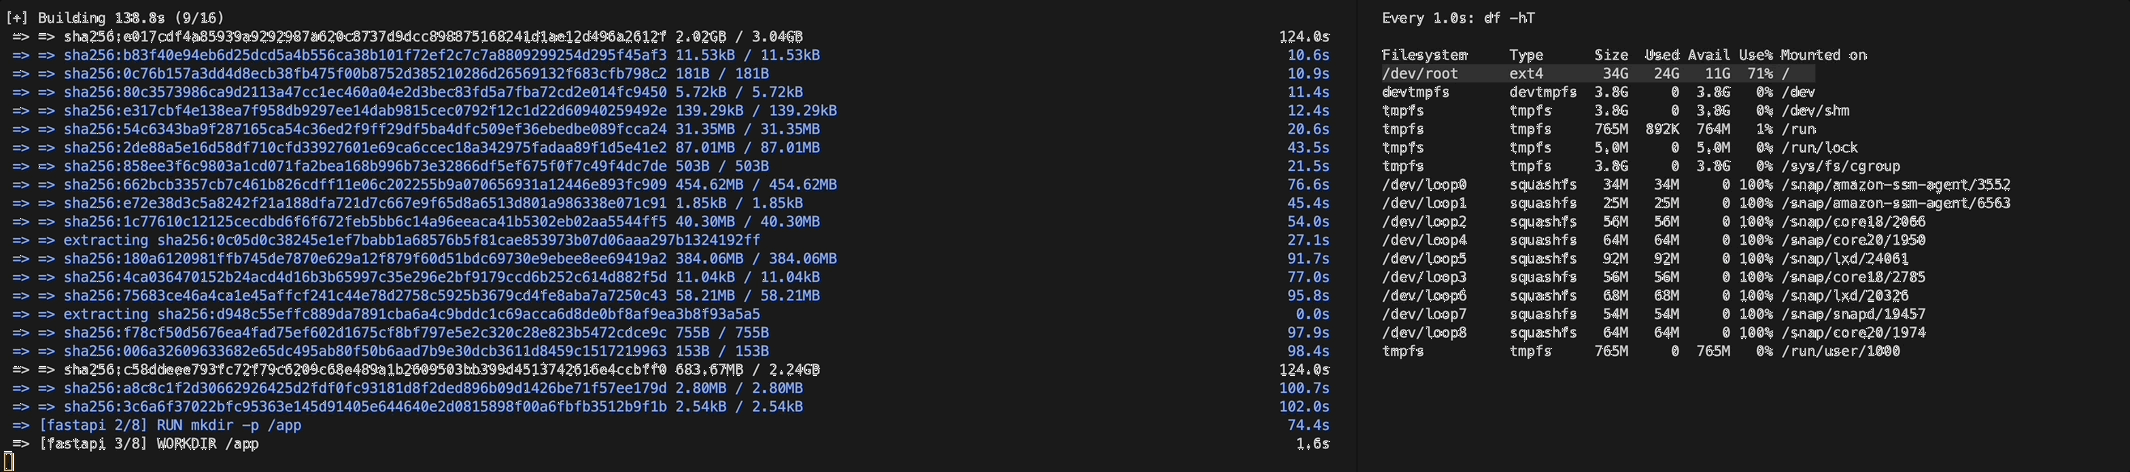 [+] Building 138.8s (9/16)
=> => sha256:e017cdf4a85939a9292987a620c8737d9dcc898875168241d1ae12d496a2612f 2.02GB / 3.04GB 124.0s
=> => sha256:b83f40e94eb6d25dcd5a4b556ca38b101f72ef2c7c7a8809299254d295f45af3 11.53kB / 11.53kB 10.6s
=> => sha256:0c76b157a3dd4d8ecb38fb475f00b8752d385210286d26569132f683cfb798c2 181B / 181B 10.9s
=> => sha256:80c3573986ca9d2113a47cc1ec460a04e2d3bec83fd5a7fba72cd2e014fc9450 5.72kB / 5.72kB 11.4s
=> => sha256:e317cbf4e138ea7f958db9297ee14dab9815cec0792f12c1d22d60940259492e 139.29kB / 139.29kB 12.4s
=> => sha256:54c6343ba9f287165ca54c36ed2f9ff29df5ba4dfc509ef36ebedbe089fcca24 31.35MB / 31.35MB 20.6s
=> => sha256:2de88a5e16d58df710cfd33927601e69ca6ccec18a342975fadaa89f1d5e41e2 87.01MB / 87.01MB 43.5s
=> => sha256:858ee3f6c9803a1cd071fa2bea168b996b73e32866df5ef675f0f7c49f4dc7de 503B / 503B 21.5s
=> => sha256:662bcb3357cb7c461b826cdff11e06c202255b9a070656931a12446e893fc909 454.62MB / 454.62MB 76.6s
=> => sha256:e72e38d3c5a8242f21a188dfa721d7c667e9f65d8a6513d801a986338e071c91 1.85kB / 1.85kB 45.4s
=> => sha256:1c77610c12125cecdbd6f6f672feb5bb6c14a96eeaca41b5302eb02aa5544ff5 40.30MB / 40.30MB 54.0s
=> => extracting sha256:0c05d0c38245e1ef7babb1a68576b5f81cae853973b07d06aaa297b1324192ff 27.1s
=> => sha256:180a6120981ffb745de7870e629a12f879f60d51bdc69730e9ebee8ee69419a2 384.06MB / 384.06MB 91.7s
=> => sha256:4ca036470152b24acd4d16b3b65997c35e296e2bf9179ccd6b252c614d882f5d 11.04kB / 11.04kB 77.0s
=> => sha256:75683ce46a4ca1e45affcf241c44e78d2758c5925b3679cd4fe8aba7a7250c43 58.21MB / 58.21MB 95.8s
=> => extracting sha256:d948c55effc889da7891cba6a4c9bddc1c69acca6d8de0bf8af9ea3b8f93a5a5 0.0s
=> => sha256:f78cf50d5676ea4fad75ef602d1675cf8bf797e5e2c320c28e823b5472cdce9c 755B / 755B 97.9s
=> => sha256:006a32609633682e65dc495ab80f50b6aad7b9e30dcb3611d8459c1517219963 153B / 153B 98.4s
=> => sha256:c58ddeee793fc72f79c6209c68e489a1b2609503bb399d4513742616e4ccbff0 683.67MB / 2.24GB 124.0s
=> => sha256:a8c8c1f2d30662926425d2fdf0fc93181d8f2ded896b09d1426be71f57ee179d 2.80MB / 2.80MB 100.7s
=> => sha256:3c6a6f37022bfc95363e145d91405e644640e2d0815898f00a6fbfb3512b9f1b 2.54kB / 2.54kB 102.0s
=> [fastapi 2/8] RUN mkdir -p /app 74.4s
=> [fastapi 3/8] WORKDIR /app 1.6s
Every 1.0s: df -hT
Filesystem Type Size Used Avail Use% Mounted on
/dev/root ext4 34G 24G 11G 71% /
devtmpfs devtmpfs 3.8G 0 3.8G 0% /dev
tmpfs tmpfs 3.8G 0 3.8G 0% /dev/shm
tmpfs tmpfs 765M 892K 764M 1% /run
tmpfs tmpfs 5.0M 0 5.0M 0% /run/lock
tmpfs tmpfs 3.8G 0 3.8G 0% /sys/fs/cgroup
/dev/loop0 squashfs 34M 34M 0 100% /snap/amazon-ssm-agent/3552
/dev/loop1 squashfs 25M 25M 0 100% /snap/amazon-ssm-agent/6563
/dev/loop2 squashfs 56M 56M 0 100% /snap/core18/2066
/dev/loop4 squashfs 64M 64M 0 100% /snap/core20/1950
/dev/loop5 squashfs 92M 92M 0 100% /snap/lxd/24061
/dev/loop3 squashfs 56M 56M 0 100% /snap/core18/2785
/dev/loop6 squashfs 68M 68M 0 100% /snap/lxd/20326
/dev/loop7 squashfs 54M 54M 0 100% /snap/snapd/19457
/dev/loop8 squashfs 64M 64M 0 100% /snap/core20/1974
tmpfs tmpfs 765M 0 765M 0% /run/user/1000